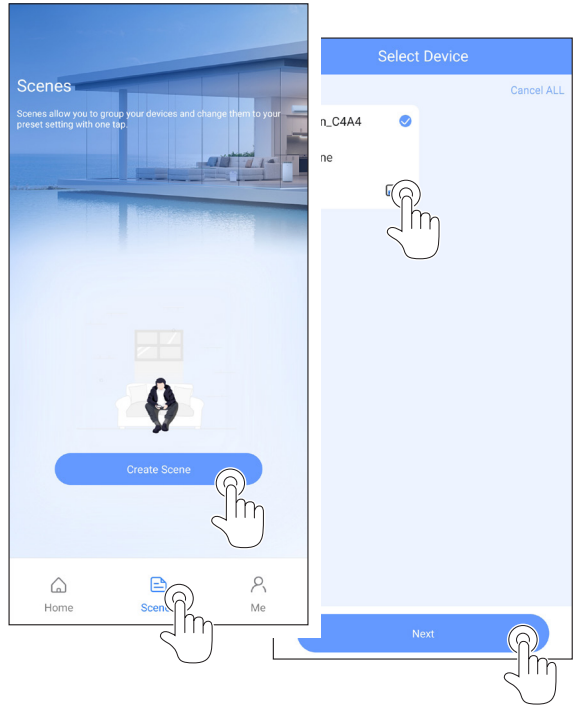 Scenes
Scenes allow you to group your devices and change them to your
preset setting with one tap.
Create Scene
Home
Scen
Me
Select Device
Cancel ALL
n_C4A4
ne
Next